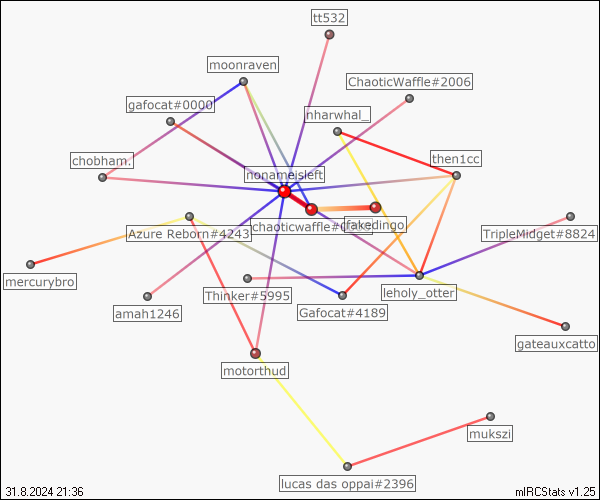 tt532
moonraven
ChaoticWaffle#2006
gafocat#0000
nharwhal_
chobham.
then1cc
nonameisleft
chaoticwaffle#0
fakedingo
Azure Reborn#4243
TripleMidget#8824
mercurybro
amah1246
Thinker#5995
Gafocat#4189
leholy_otter
gateauxcatto
motorthud
mukszi
lucas das oppai#2396
31.8.2024 21:36
mIRCStats v1.25